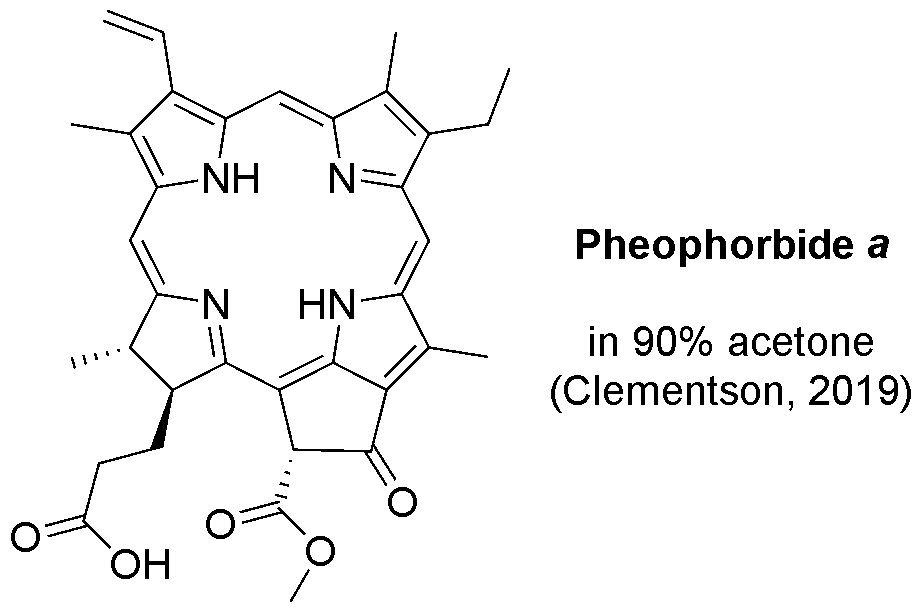 NH
N
N
HN
Pheophorbide a
in 90% acetone
(Clementson, 2019)
O
O
O
OH
O